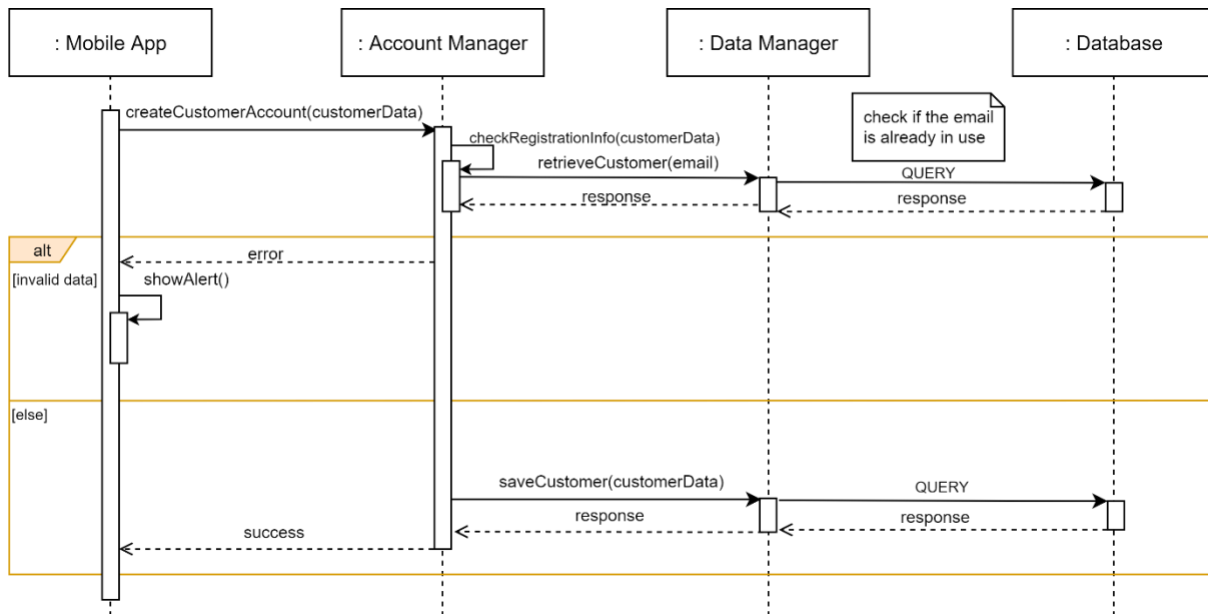 : Mobile App
: Account Manager
: Data Manager
: Database
createCustomerAccount(customerData)
check if the email
is already in use
checkRegistrationInfo(customerData)
retrieveCustomer(email)
QUERY
response
response
alt
error
[invalid data]
showAlert()
[else]
saveCustomer(customerData)
QUERY
response
response
success